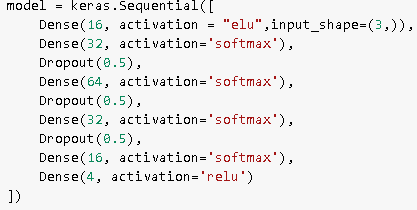 model = keras.Sequential([
    Dense(16, activation = "elu",input_shape=(3,)),
    Dense(32, activation='softmax'),
    Dropout(0.5),
    Dense(64, activation='softmax'),
    Dropout(0.5),
    Dense(32, activation='softmax'),
    Dropout(0.5),
    Dense(16, activation='softmax'),
    Dense(4, activation='relu')
])